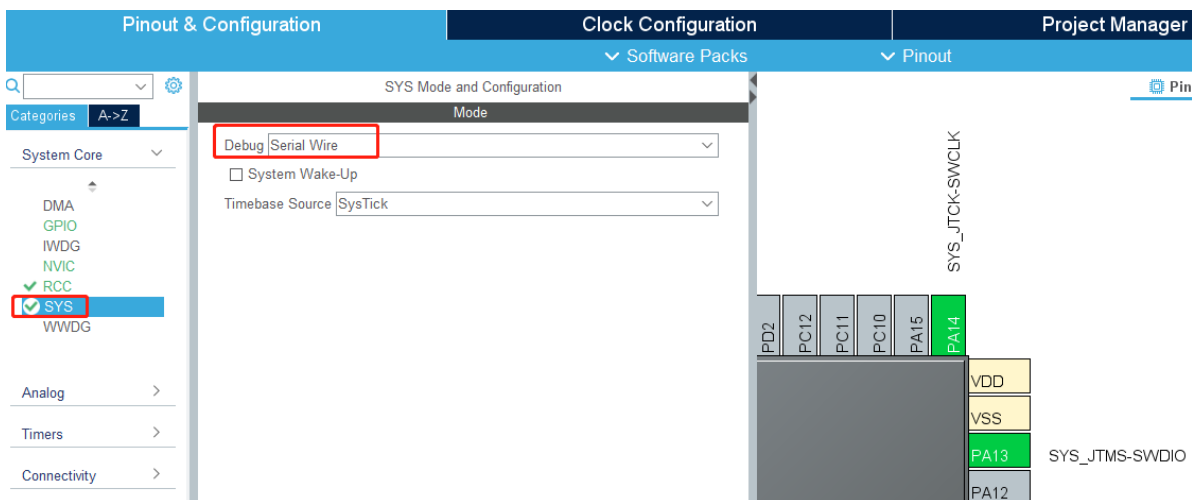 Pinout & Configuration
Clock Configuration
Project Manager
Software Packs
Pinout
SYS Mode and Configuration
Pin
Categories
A->Z
Mode
System Core
Debug Serial Wire
System Wake-Up
Timebase Source SysTick
DMA
GPIO
IWDG
NVIC
RCC
SYS
WWDG
Analog
Timers
Connectivity
SYS_JTCK-SWCLK
PD2
PC12
PC11
PC10
PA15
PA14
VDD
VSS
PA13
SYS_JTMS-SWDIO
PA12